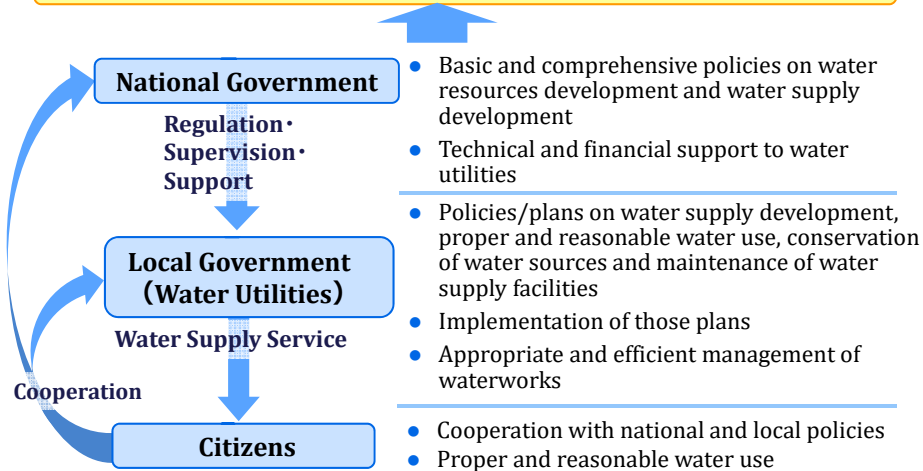 National Government
Regulation・
Supervision・
Support
● Basic and comprehensive policies on water
resources development and water supply
development
● Technical and financial support to water
utilities
Local Government
（Water Utilities）
Water Supply Service
● Policies/plans on water supply development,
proper and reasonable water use, conservation
of water sources and maintenance of water
supply facilities
● Implementation of those plans
● Appropriate and efficient management of
waterworks
Cooperation
Citizens
● Cooperation with national and local policies
● Proper and reasonable water use